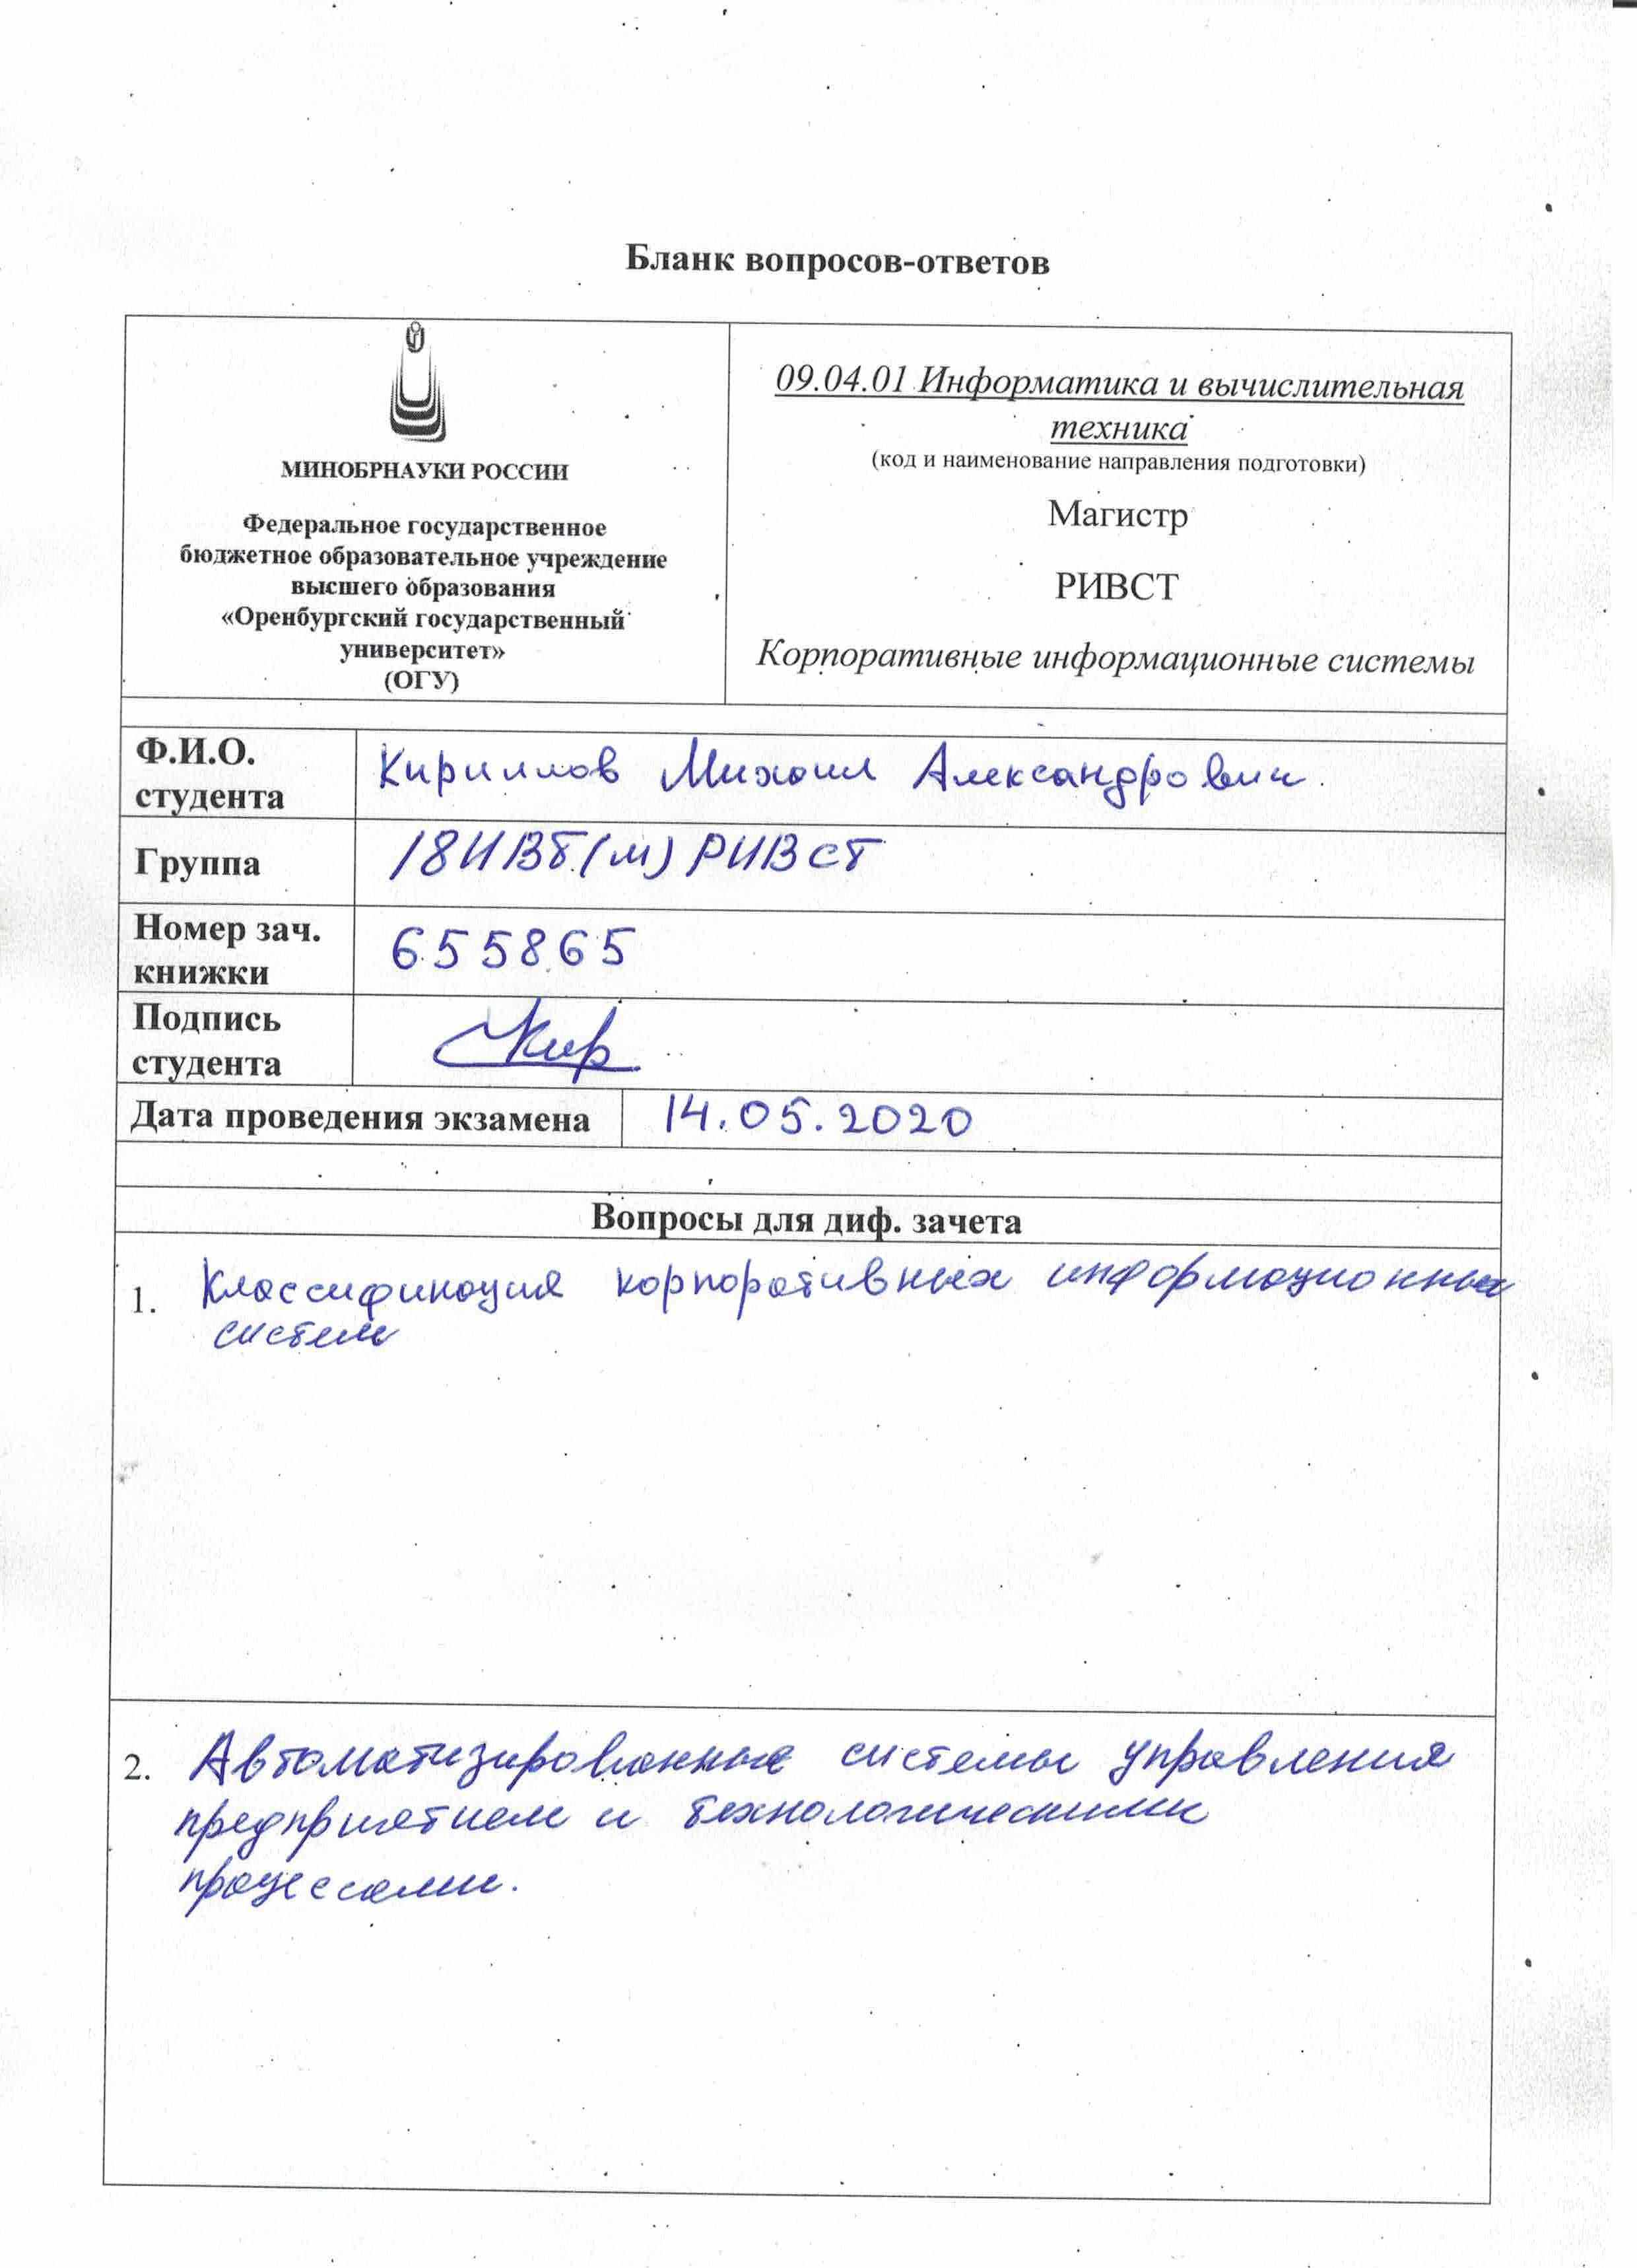 Бланк вопросов-ответов
МИНОБРНАУКИ РОССИИ
Федеральное государственное
бюджетное образовательное учреждение
высшего образования
«Оренбургский государственный
университет»
(ОГУ)
09.04.01 Информатика и вычислительная
техника
(код и наименование направления подготовки)
Магистр
РИВСТ
Корпоративные информационные системы
Ф.И.О.
студента
Кириллов Михаил Александрович.
Группа
18ИВТ(м)РИВСТ
Номер зач.
книжки
655865
Подпись
студента
Кир
Дата проведения экзамена
14.05.2020
Вопросы для диф. зачета
1. Классификация корпоративных информационных
систем
2. Автоматизированные системы управления
предприятием и технологическими
процессами.